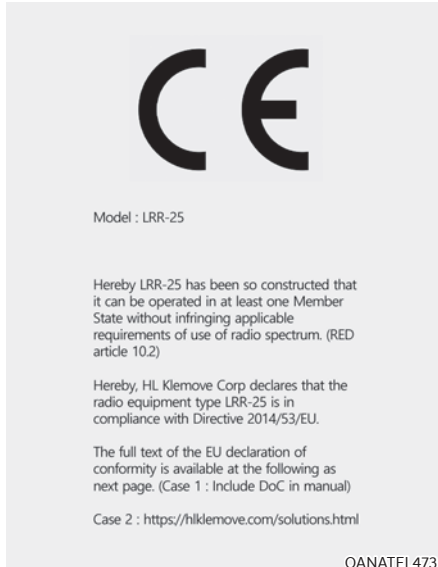 CE
Model : LRR-25
Hereby LRR-25 has been so constructed that
it can be operated in at least one Member
State without infringing applicable
requirements of use of radio spectrum. (RED
article 10.2)
Hereby, HL Klemove Corp declares that the
radio equipment type LRR-25 is in
compliance with Directive 2014/53/EU.
The full text of the EU declaration of
conformity is available at the following as
next page. (Case 1 : Include DoC in manual)
Case 2 : https://hlklemove.com/solutions.html
OANATEL473